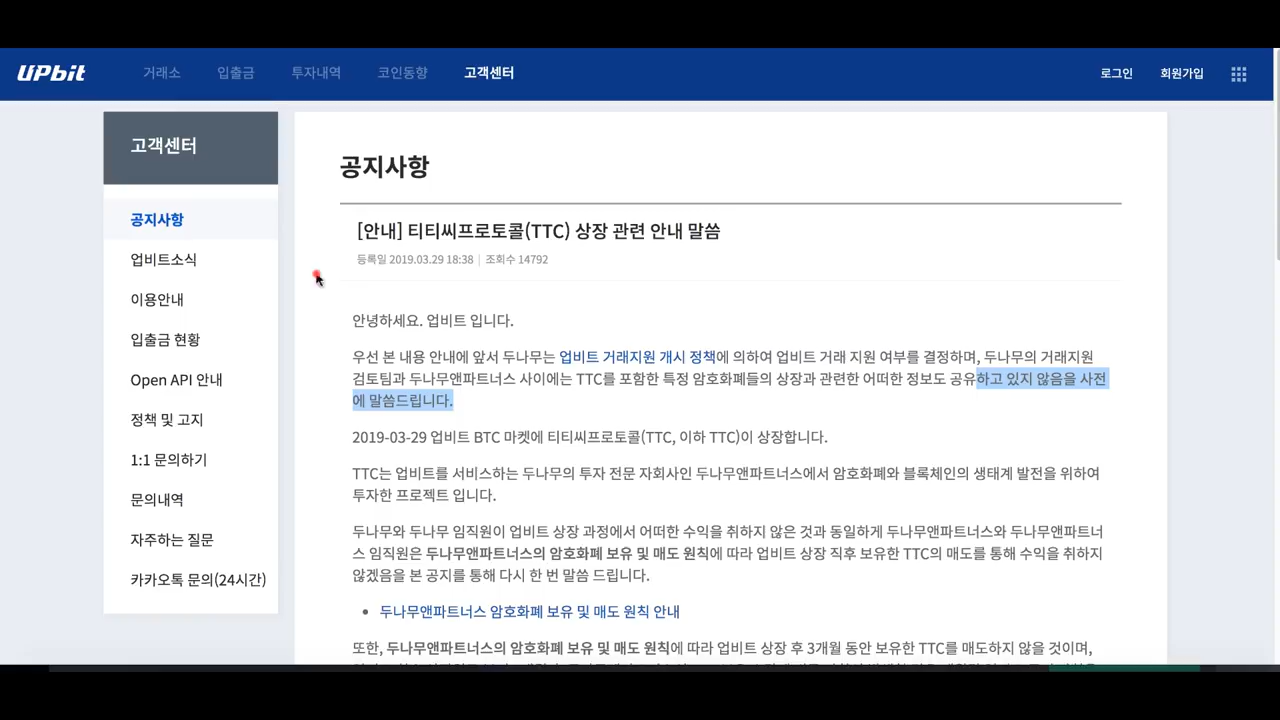 UPbit
거래소
입출금
투자내역
코인동향
고객센터
로그인
회원가입
고객센터
공지사항
업비트소식
이용안내
입출금 현황
Open API 안내
정책 및 고지
1:1 문의하기
문의내역
자주하는 질문
카카오톡 문의(24시간)
공지사항
[안내] 티티씨프로토콜(TTC) 상장 관련 안내 말씀
등록일 2019.03.29 18:38 | 조회수 14792
안녕하세요. 업비트 입니다.
우선 본 내용 안내에 앞서 두나무는 업비트 거래지원 개시 정책에 의하여 업비트 거래 지원 여부를 결정하며, 두나무의 거래지원
검토팀과 두나무앤파트너스 사이에는 TTC를 포함한 특정 암호화폐들의 상장과 관련한 어떠한 정보도 공유하고 있지 않음을 사전
에 말씀드립니다.
2019-03-29 업비트 BTC 마켓에 티티씨프로토콜(TTC, 이하 TTC)이 상장합니다.
TTC는 업비트를 서비스하는 두나무의 투자 전문 자회사인 두나무앤파트너스에서 암호화폐와 블록체인의 생태계 발전을 위하여
투자한 프로젝트 입니다.
두나무와 두나무 임직원이 업비트 상장 과정에서 어떠한 수익을 취하지 않은 것과 동일하게 두나무앤파트너스와 두나무앤파트너
스 임직원은 두나무앤파트너스의 암호화폐 보유 및 매도 원칙에 따라 업비트 상장 직후 보유한 TTC의 매도를 통해 수익을 취하지
않겠음을 본 공지를 통해 다시 한 번 말씀 드립니다.
• 두나무앤파트너스 암호화폐 보유 및 매도 원칙 안내
또한, 두나무앤파트너스의 암호화폐 보유 및 매도 원칙에 따라 업비트 상장 후 3개월 동안 보유한 TTC를 매도하지 않을 것이며,